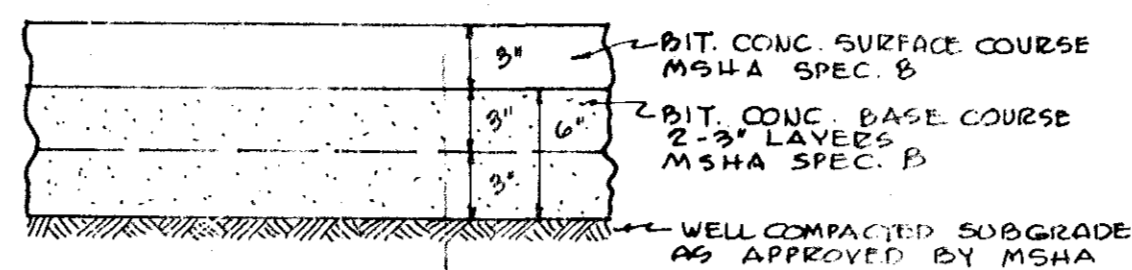 3"
BIT. CONC. SURFACE COURSE
MSHA SPEC. B
3"
6"
BIT. CONC. BASE COURSE
2-3" LAYERS
MSHA SPEC. B
3"
WELL COMPACTED SUBGRADE
AS APPROVED BY MSHA